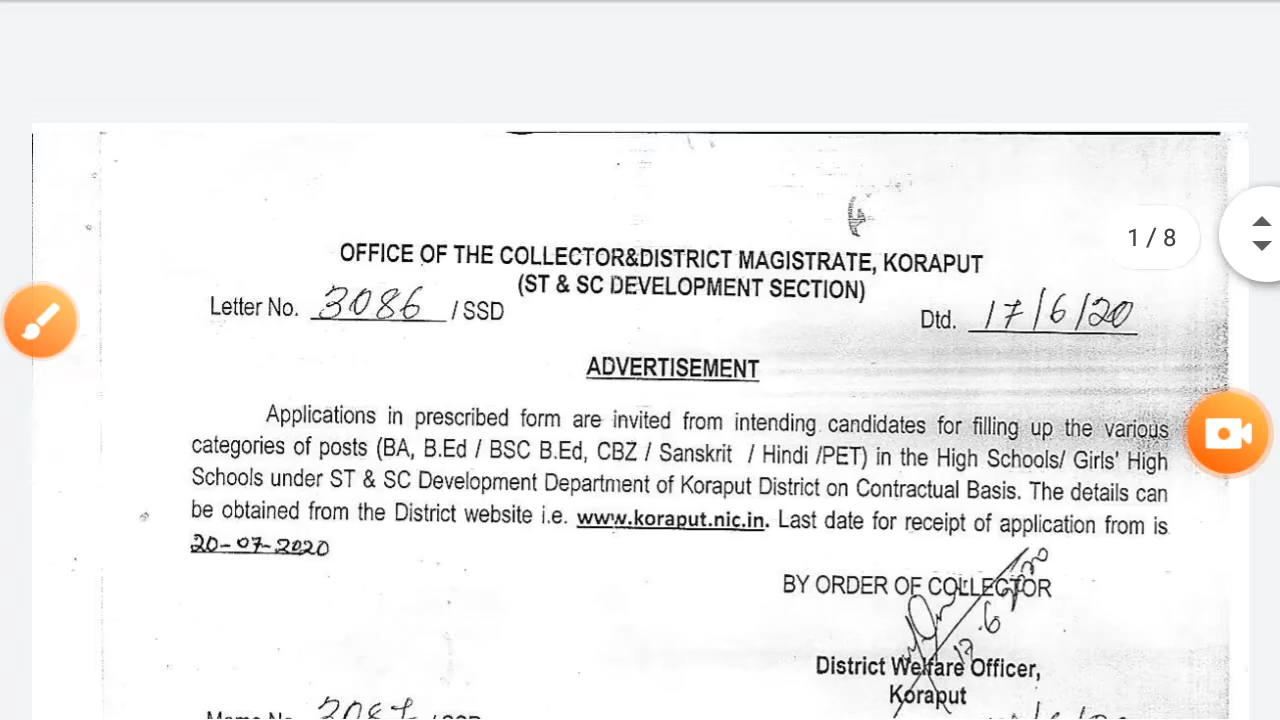 1 / 8
OFFICE OF THE COLLECTOR&DISTRICT MAGISTRATE, KORAPUT
(ST & SC DEVELOPMENT SECTION)
Letter No. 3086 / SSD
Dtd. 17/6/20
ADVERTISEMENT
Applications in prescribed form are invited from intending candidates for filling up the various
categories of posts (BA, B.Ed / BSC B.Ed, CBZ / Sanskrit / Hindi /PET) in the High Schools/ Girls' High
Schools under ST & SC Development Department of Koraput District on Contractual Basis. The details can
be obtained from the District website i.e. www.koraput.nic.in. Last date for receipt of application from is
20-07-2020
BY ORDER OF COLLECTOR
District Welfare Officer,
Koraput